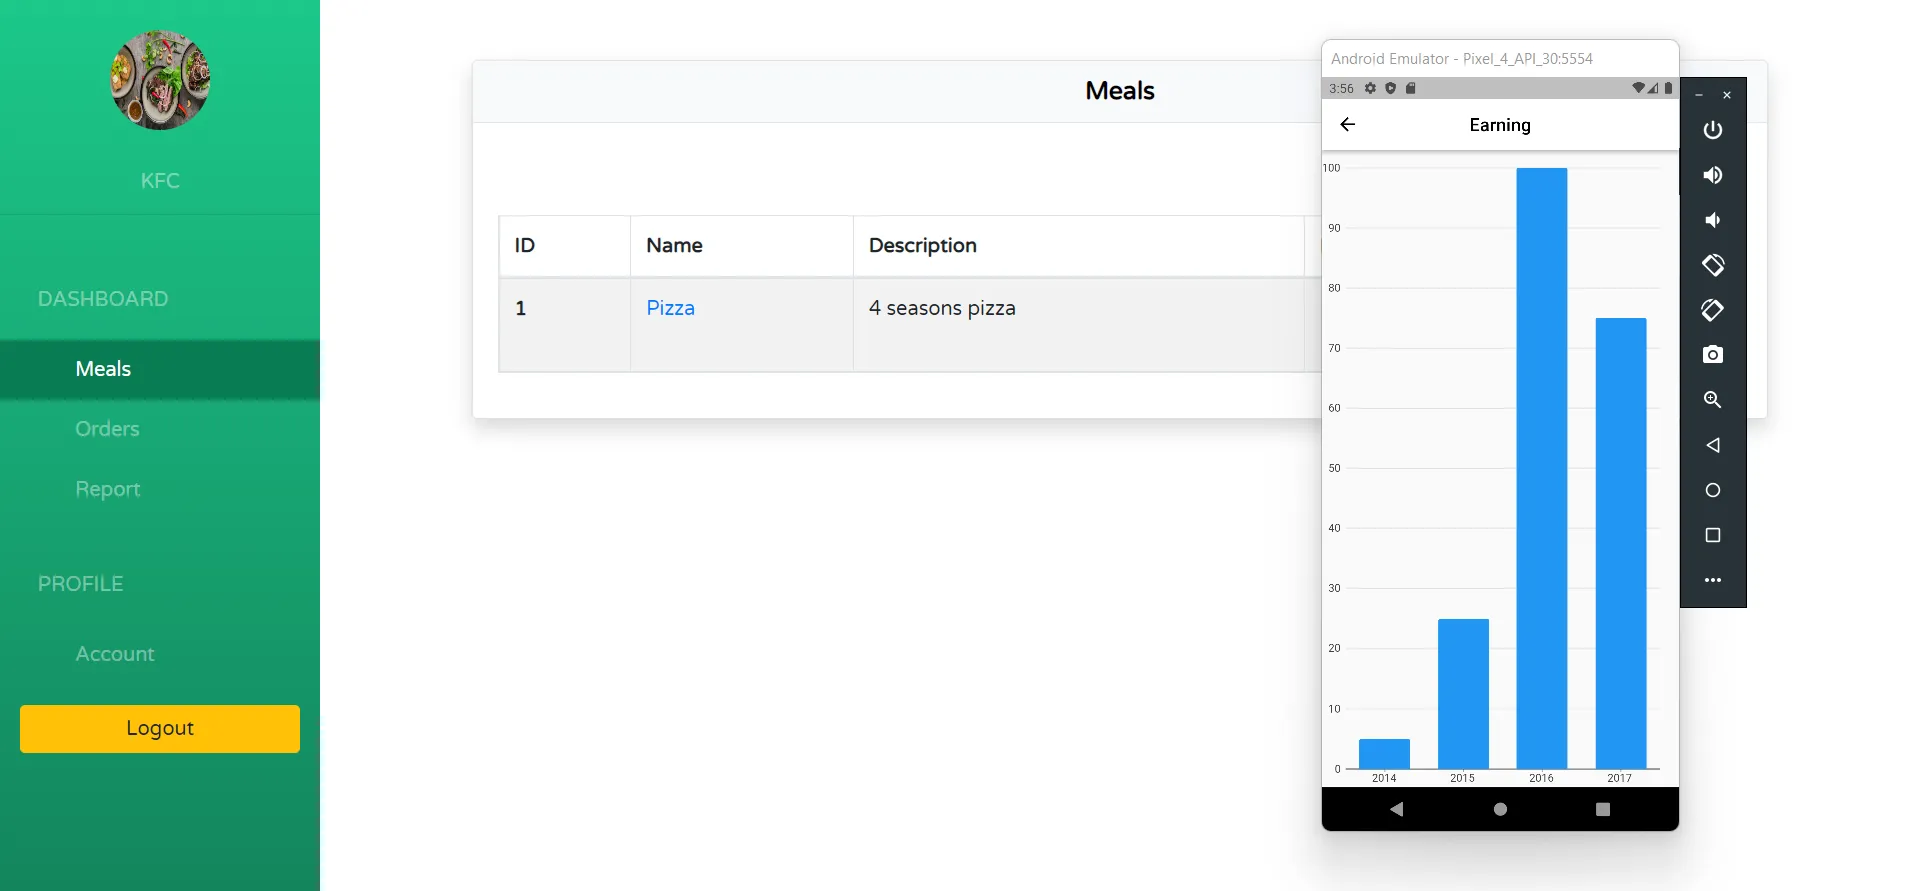 KFC
DASHBOARD
Meals
Orders
Report
PROFILE
Account
Logout
Meals
ID Name Description
1 Pizza 4 seasons pizza
Android Emulator - Pixel_4_API_30:5554
3:56
Earning
100
90
80
70
60
50
40
30
20
10
0
2014 2015 2016 2017